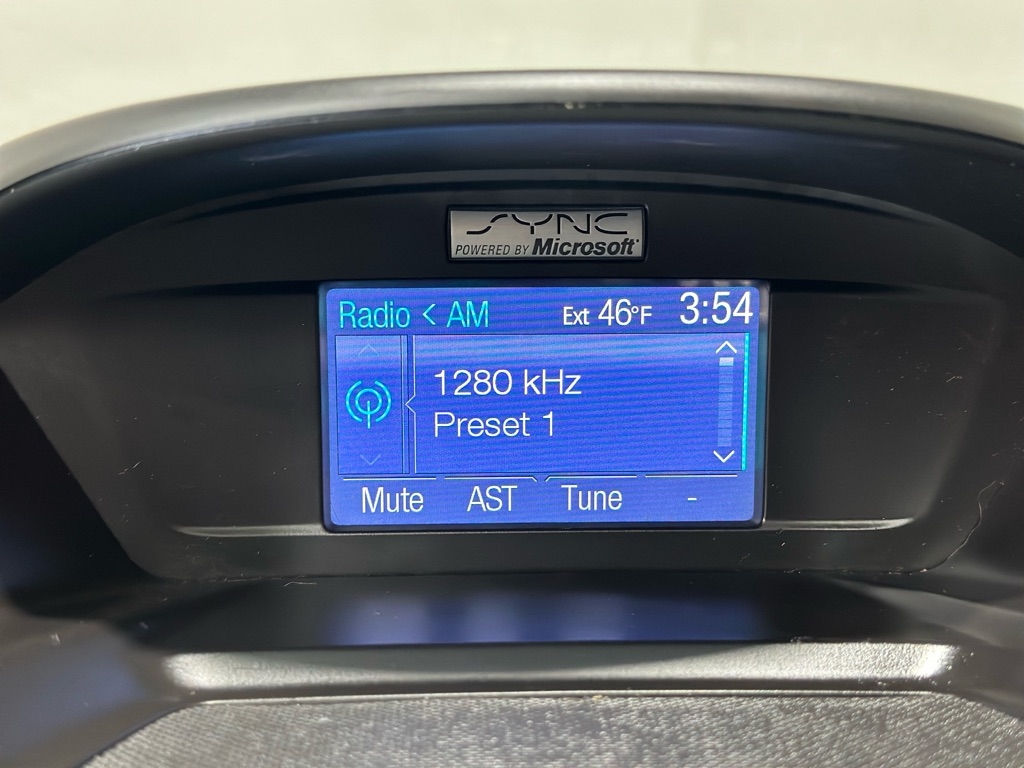 SYNC
POWERED BY Microsoft
Radio < AM Ext 46°F 3:54
1280 kHz
Preset 1
Mute AST Tune -